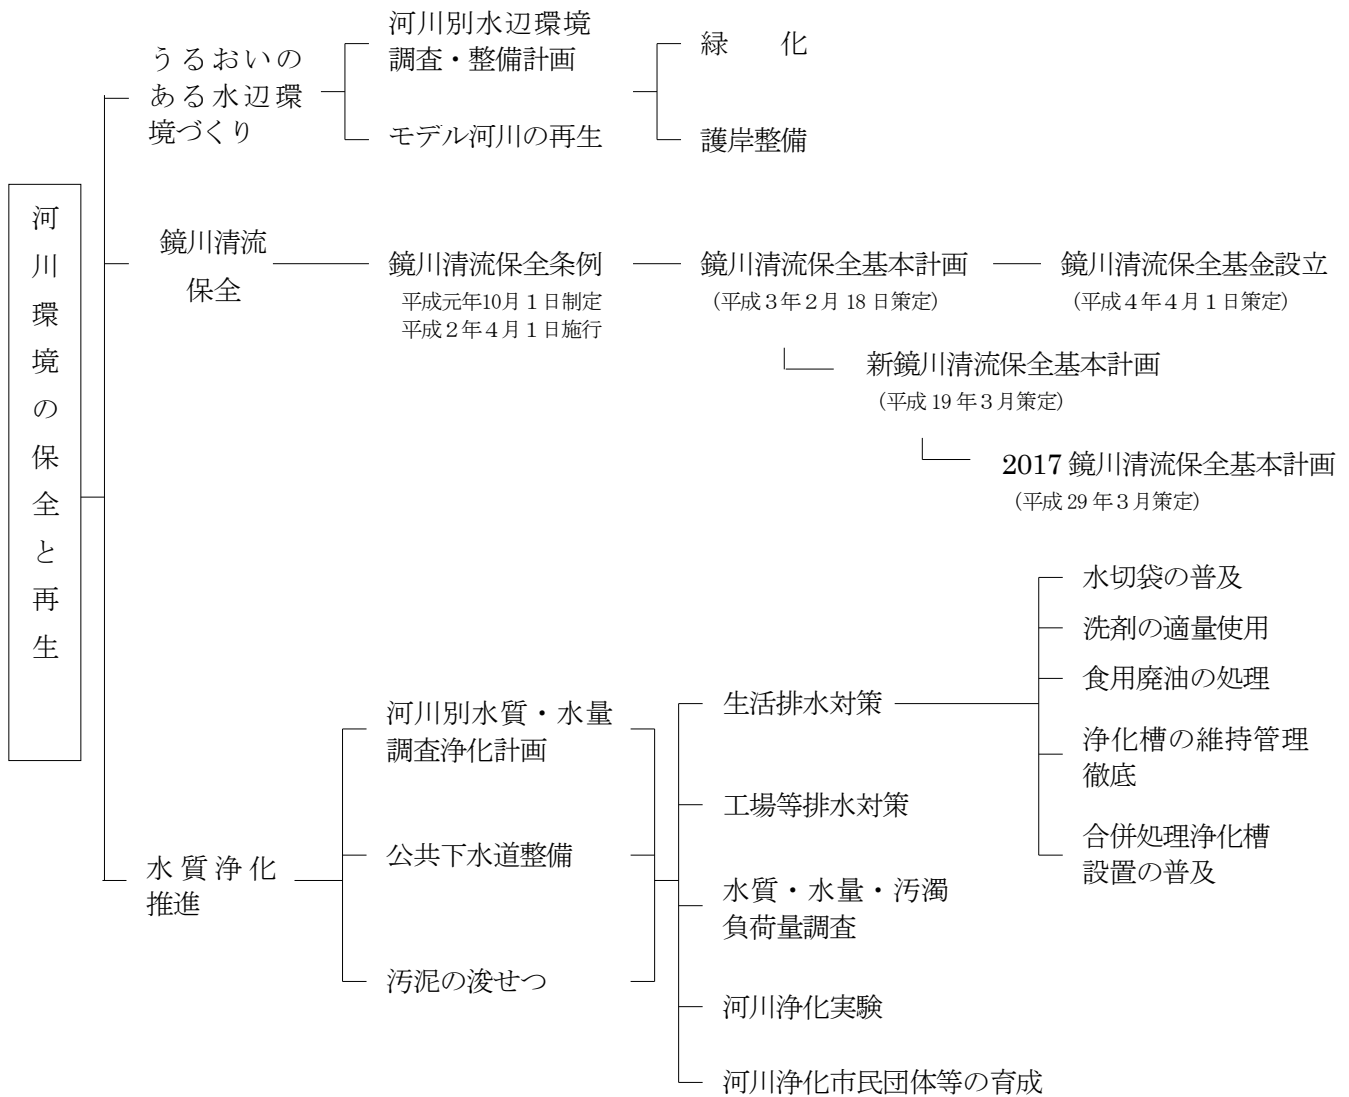 河川環境の保全と再生
うるおいの
ある水辺環
境づくり
河川別水辺環境
調査・整備計画
モデル河川の再生
緑　　化
護岸整備
鏡川清流
保全
鏡川清流保全条例
平成元年10月１日制定
平成２年４月１日施行
鏡川清流保全基本計画
（平成３年２月18日策定）
鏡川清流保全基金設立
（平成４年４月１日策定）
新鏡川清流保全基本計画
（平成19年３月策定）
2017鏡川清流保全基本計画
（平成29年３月策定）
水質浄化
推進
河川別水質・水量
調査浄化計画
公共下水道整備
汚泥の浚せつ
生活排水対策
工場等排水対策
水質・水量・汚濁
負荷量調査
河川浄化実験
河川浄化市民団体等の育成
水切袋の普及
洗剤の適量使用
食用廃油の処理
浄化槽の維持管理
徹底
合併処理浄化槽
設置の普及